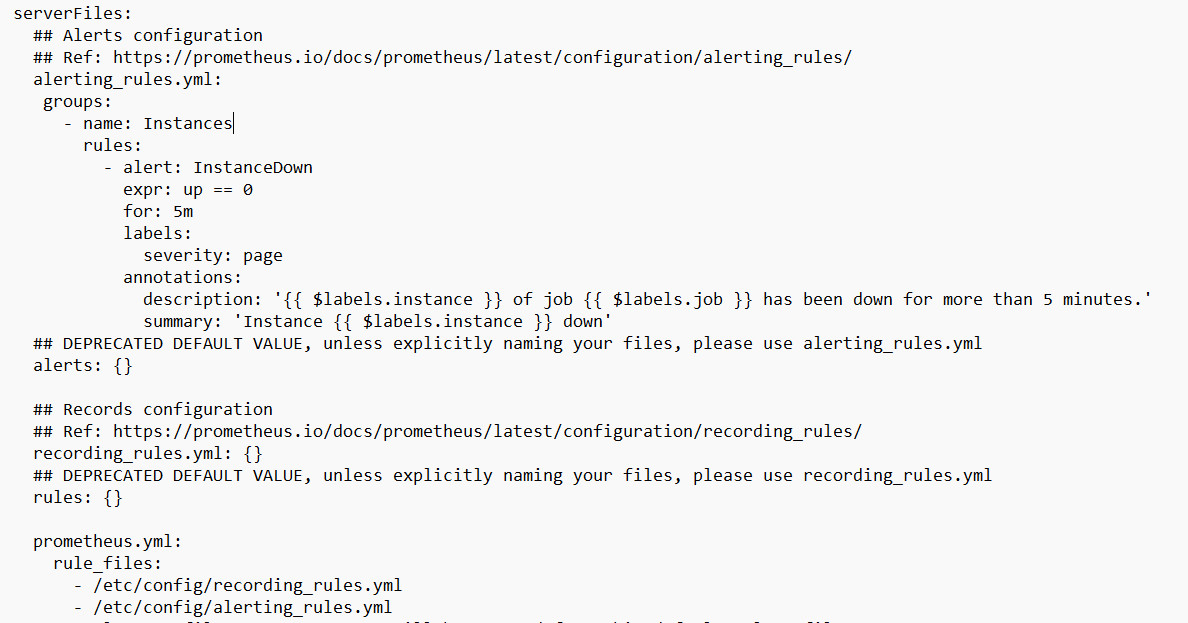 serverFiles:
  ## Alerts configuration
  ## Ref: https://prometheus.io/docs/prometheus/latest/configuration/alerting_rules/
  alerting_rules.yml:
   groups:
     - name: Instances
       rules:
         - alert: InstanceDown
           expr: up == 0
           for: 5m
           labels:
             severity: page
           annotations:
             description: '{{ $labels.instance }} of job {{ $labels.job }} has been down for more than 5 minutes.'
             summary: 'Instance {{ $labels.instance }} down'
  ## DEPRECATED DEFAULT VALUE, unless explicitly naming your files, please use alerting_rules.yml
  alerts: {}

  ## Records configuration
  ## Ref: https://prometheus.io/docs/prometheus/latest/configuration/recording_rules/
  recording_rules.yml: {}
  ## DEPRECATED DEFAULT VALUE, unless explicitly naming your files, please use recording_rules.yml
  rules: {}

  prometheus.yml:
    rule_files:
      - /etc/config/recording_rules.yml
      - /etc/config/alerting_rules.yml